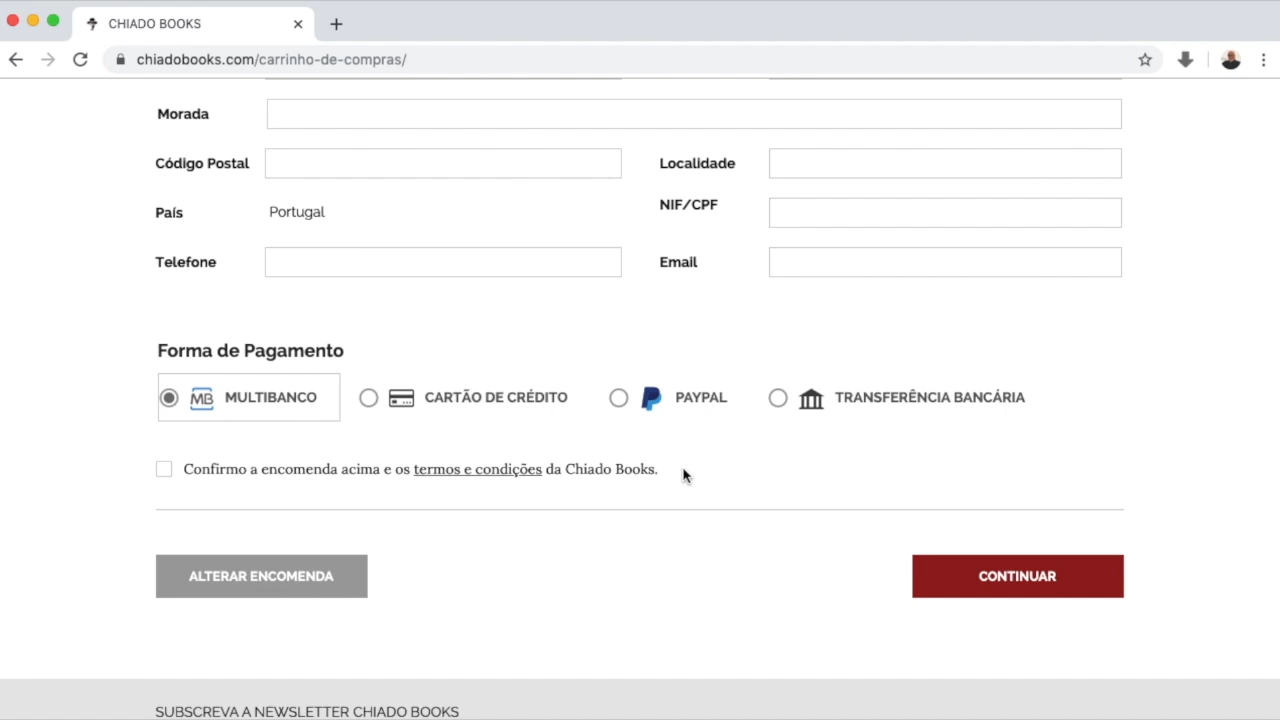 CHIADO BOOKS
chiadobooks.com/carrinho-de-compras/
Morada
Código Postal
Localidade
País
Portugal
NIF/CPF
Telefone
Email
Forma de Pagamento
MB MULTIBANCO
CARTÃO DE CRÉDITO
PAYPAL
TRANSFERÊNCIA BANCÁRIA
Confirmo a encomenda acima e os termos e condições da Chiado Books.
ALTERAR ENCOMENDA
CONTINUAR
SUBSCREVA A NEWSLETTER CHIADO BOOKS